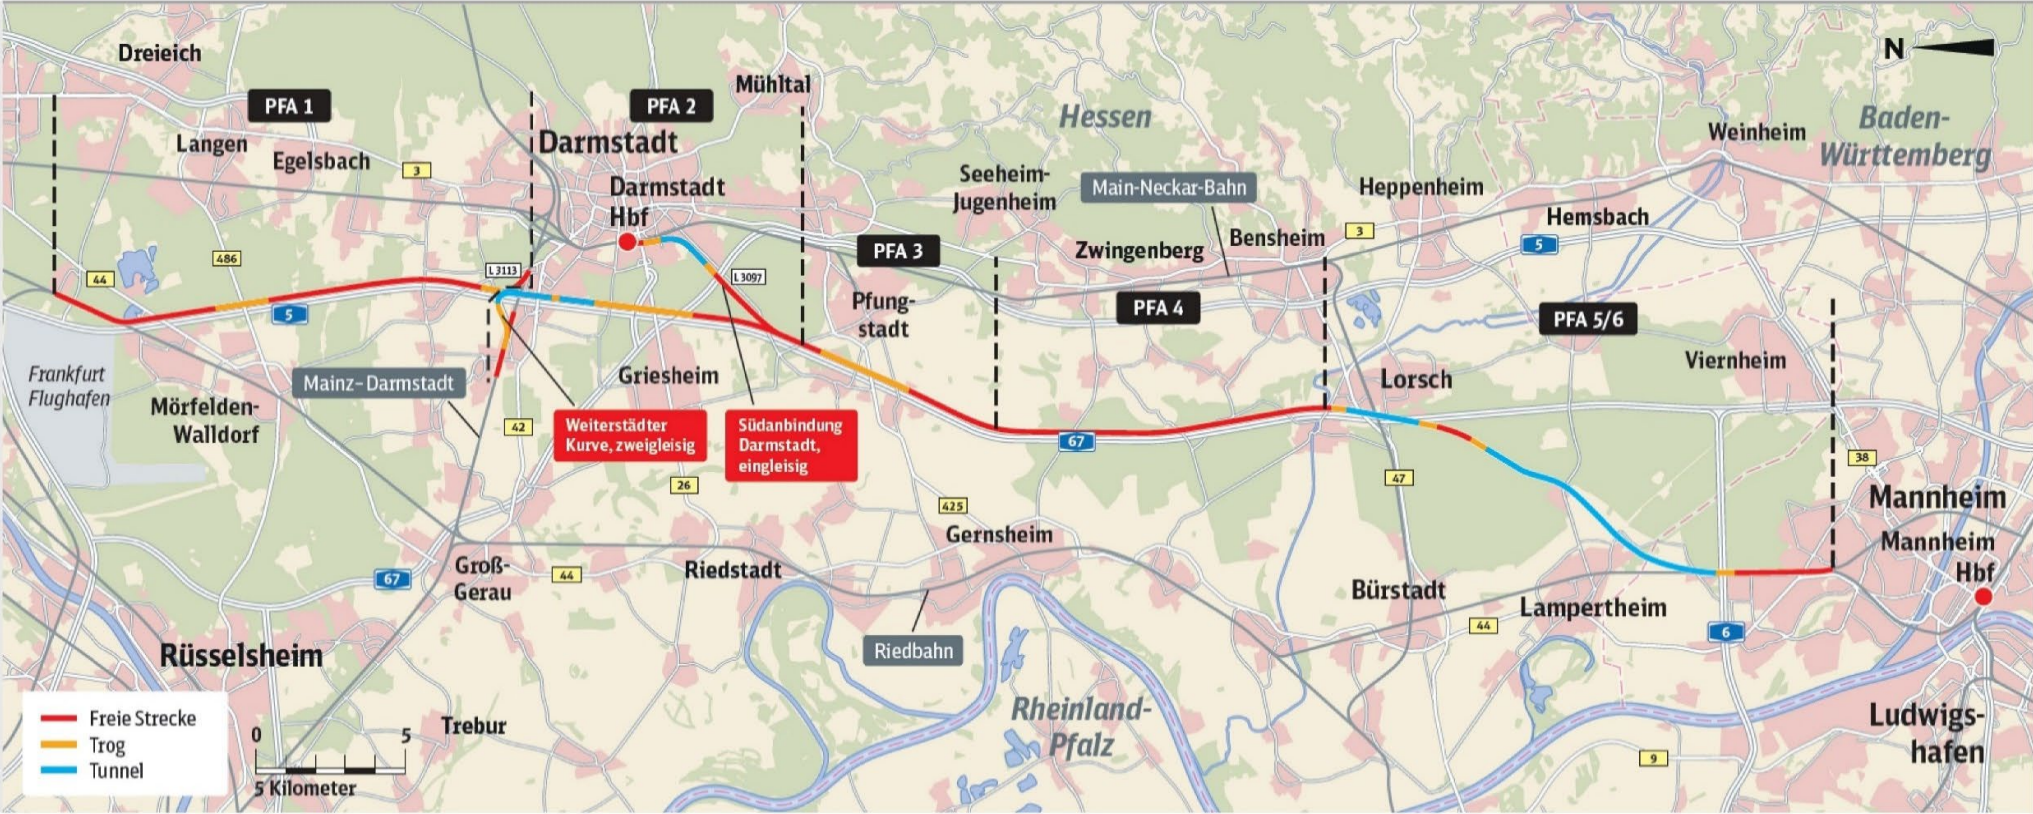 Dreieich
PFA 1
PFA 2
Mühltal
N
Langen
Egelsbach
3
Darmstadt
Hessen
Weinheim
Baden-
Württemberg
Darmstadt
Hbf
Seeheim-
Jugenheim
Main-Neckar-Bahn
Heppenheim
Hemsbach
44
486
L 3113
L 3097
PFA 3
Zwingenberg
Bensheim
3
5
5
Pfung-
stadt
PFA 4
PFA 5/6
Frankfurt
Flughafen
Mainz–Darmstadt
Griesheim
Lorsch
Viernheim
Mörfelden-
Walldorf
42
Weiterstädter
Kurve, zweigleisig
Südanbindung
Darmstadt,
eingleisig
67
26
47
38
425
Mannheim
Gernsheim
Mannheim
Hbf
67
Groß-
Gerau
44
Riedstadt
Bürstadt
Lampertheim
44
6
Rüsselsheim
Riedbahn
Rheinland-
Pfalz
Ludwigs-
hafen
Freie Strecke
Trog
Tunnel
0
5
5 Kilometer
Trebur
9